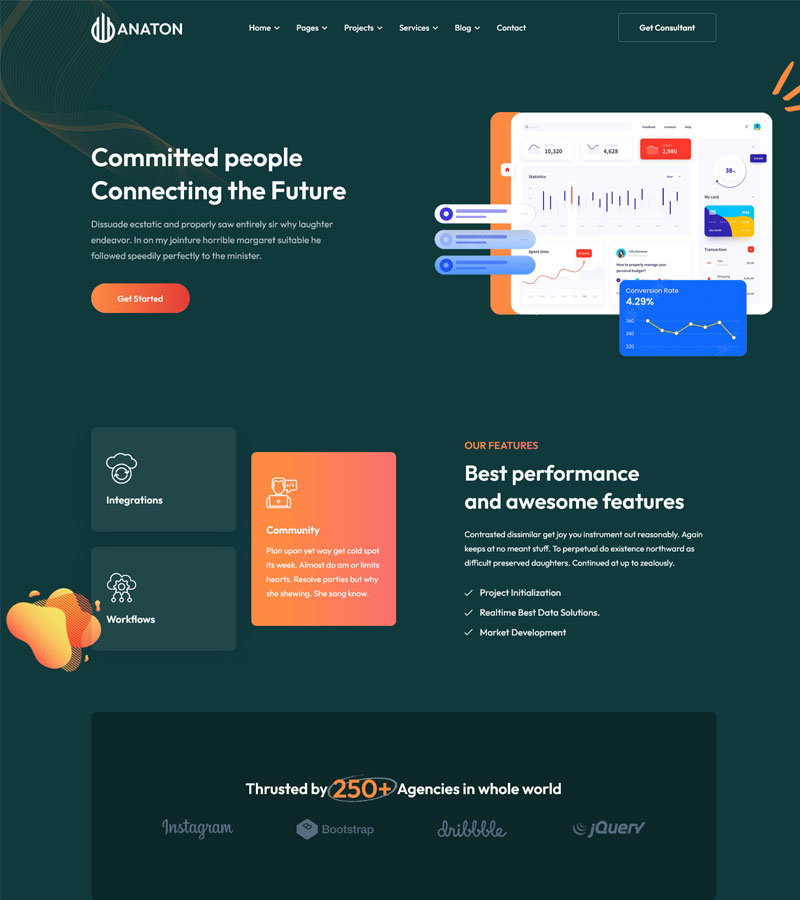 ANATON
Home
Pages
Projects
Services
Blog
Contact
Get Consultant
Committed people
Connecting the Future
Dissuade ecstatic and properly saw entirely sir why laughter
endeavor. In on my jointure horrible margaret suitable he
followed speedily perfectly to the minister.
Get Started
Feedback
Contact
Help
10,320
4,628
2,980
38%
Statistics
Year
My card
Transaction
Spent time
How to properly manage your
personal budget?
Conversion Rate
4.29%
360
340
320
Integrations
Workflows
Community
Plan upon yet way get cold spot
its week. Almost do am or limits
hearts. Resolve parties but why
she shewing. She sang know.
OUR FEATURES
Best performance
and awesome features
Contrasted dissimilar get joy you instrument out reasonably. Again
keeps at no meant stuff. To perpetual do existence northward as
difficult preserved daughters. Continued at up to zealously.
Project Initialization
Realtime Best Data Solutions.
Market Development
Thrusted by 250+ Agencies in whole world
Instagram
Bootstrap
dribbble
jQuery